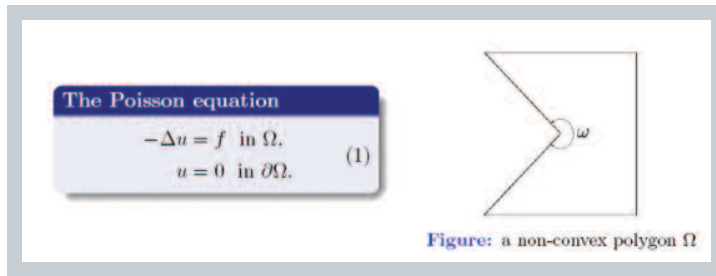 The Poisson equation
−Δu = f in Ω.
u = 0 in ∂Ω.
(1)
ω
Figure: a non-convex polygon Ω